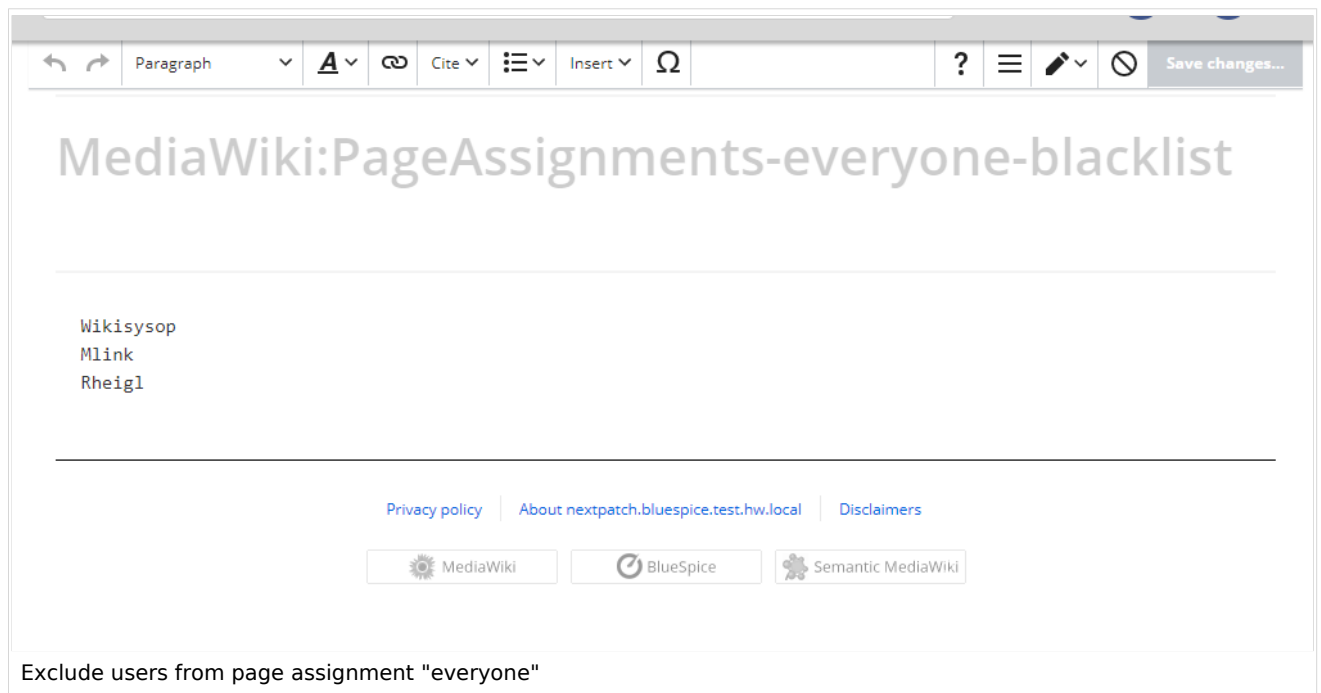 Paragraph A Cite Insert Ω ? Save changes...
MediaWiki:PageAssignments-everyone-blacklist
Wikisysop
Mlink
Rheigl
Privacy policy About nextpatch.bluespice.test.hw.local Disclaimers
MediaWiki BlueSpice Semantic MediaWiki
Exclude users from page assignment "everyone"